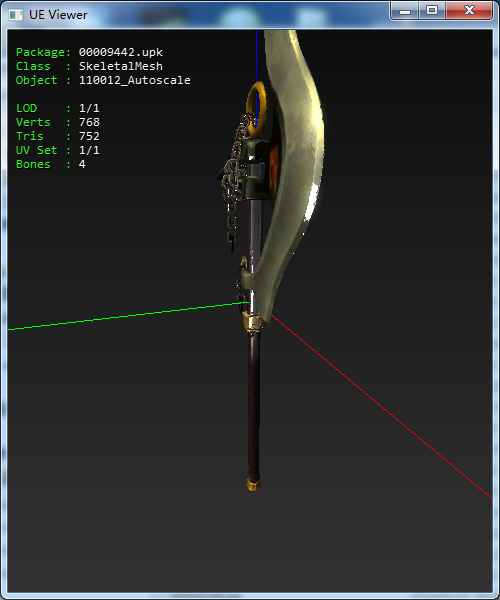 UE Viewer
Package: 00009442.upk
Class  : SkeletalMesh
Object : 110012_Autoscale
LOD    : 1/1
Verts  : 768
Tris   : 752
UV Set : 1/1
Bones  : 4